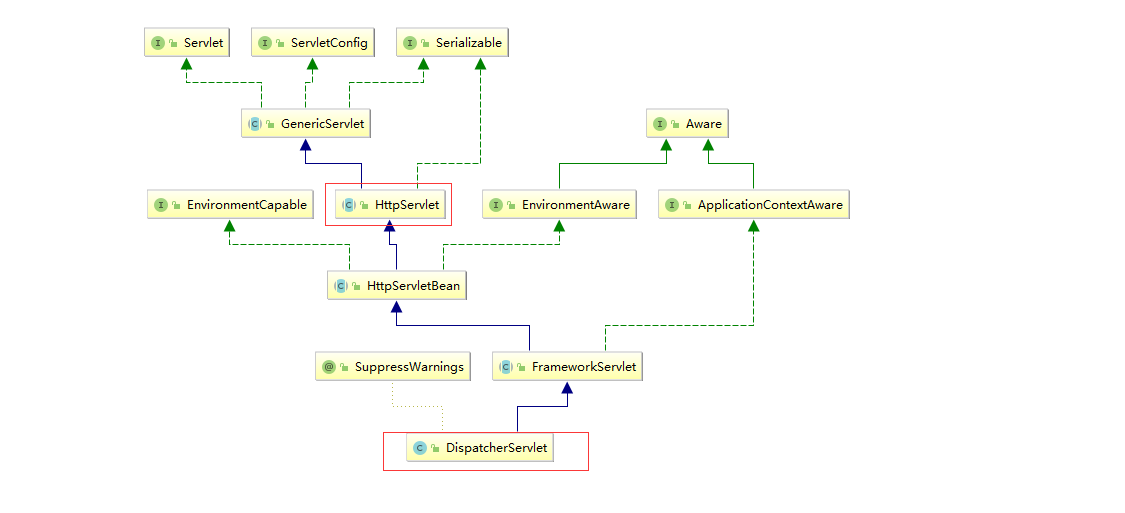 Servlet
ServletConfig
Serializable
GenericServlet
Aware
EnvironmentCapable
HttpServlet
EnvironmentAware
ApplicationContextAware
HttpServletBean
SuppressWarnings
FrameworkServlet
DispatcherServlet